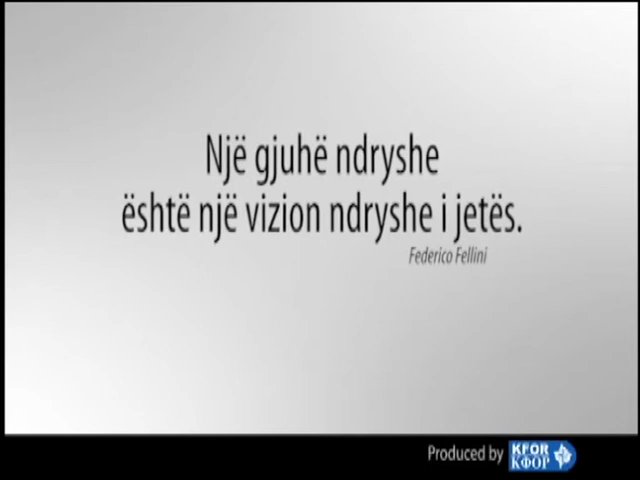 Një gjuhë ndryshe
është një vizion ndryshe i jetës.
Federico Fellini
Produced by KFOR
КФОР